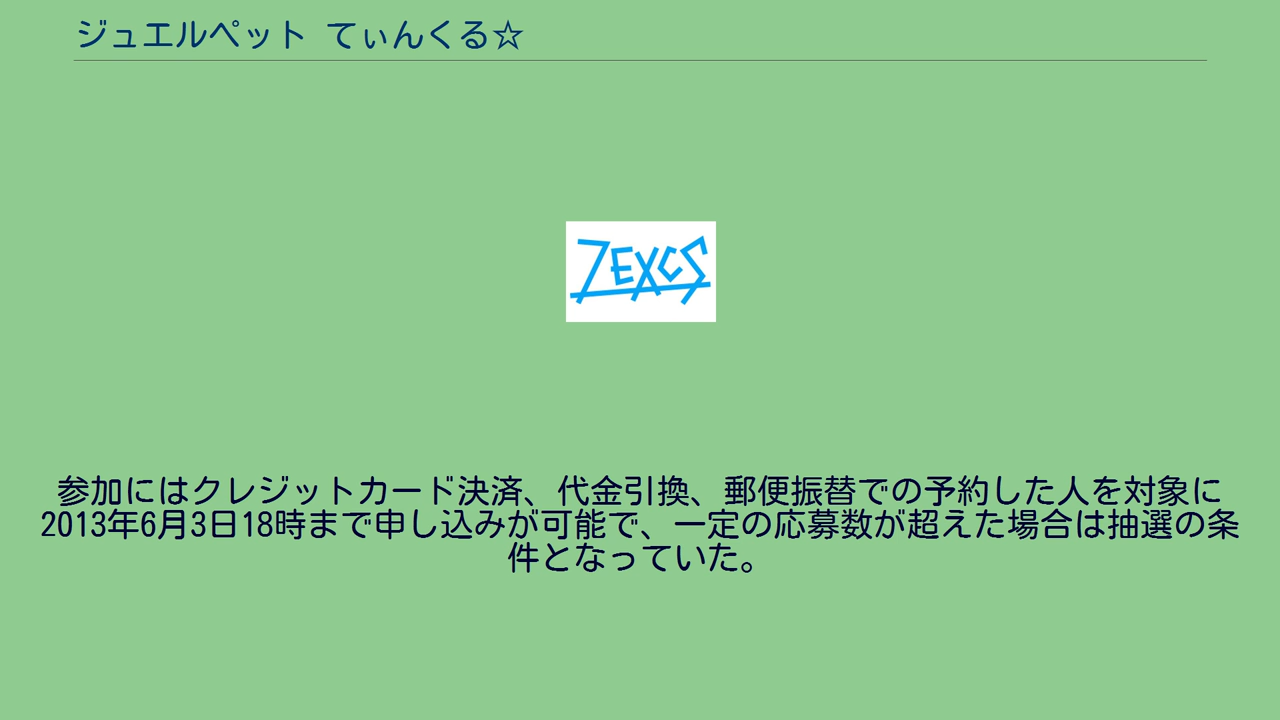 ジュエルペット てぃんくる☆
ZEXCS
参加にはクレジットカード決済、代金引換、郵便振替での予約した人を対象に
2013年6月3日18時まで申し込みが可能で、一定の応募数が超えた場合は抽選の条
件となっていた。